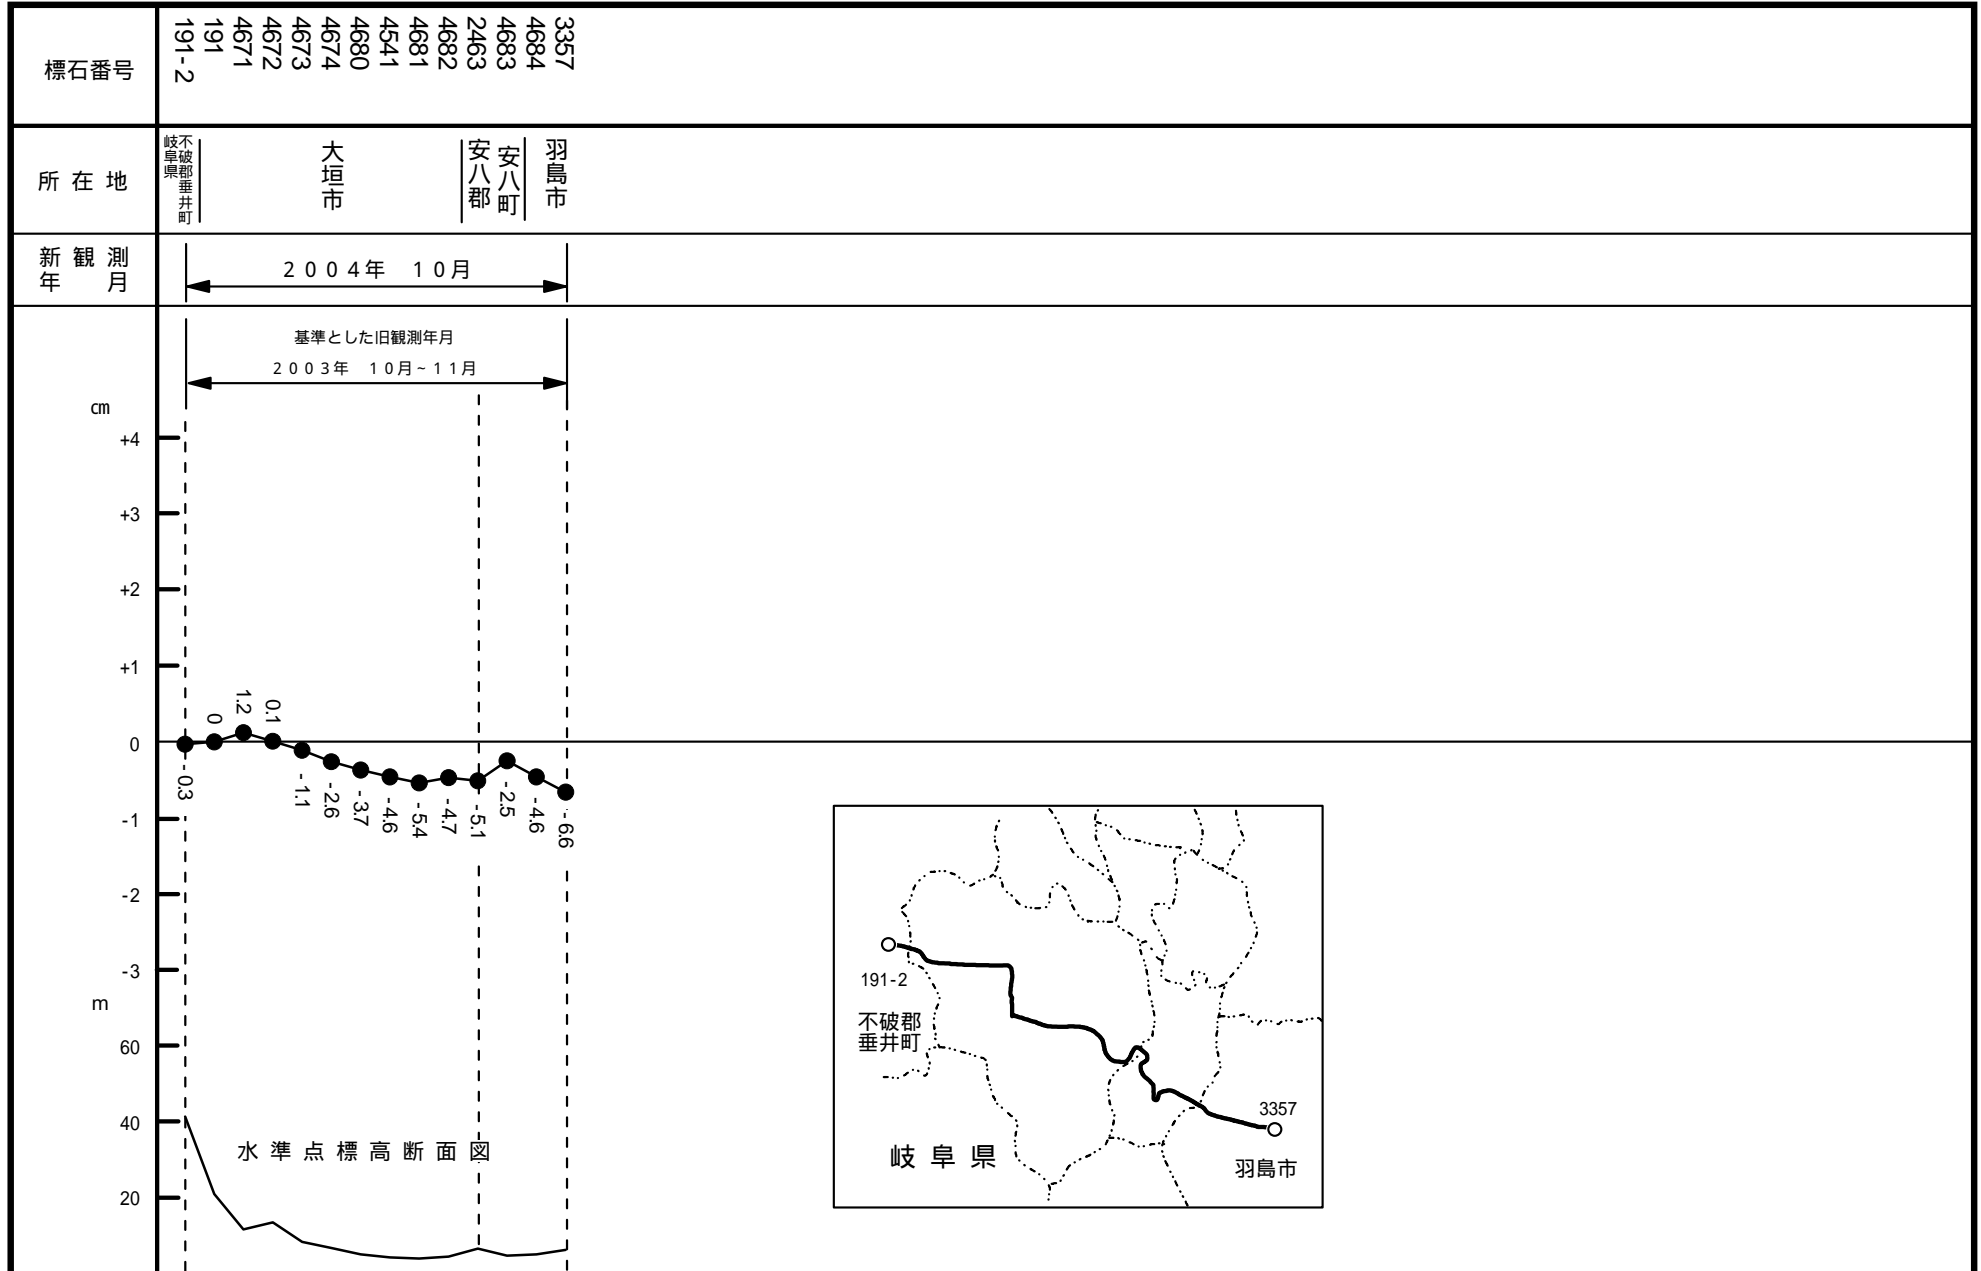 標石番号
191-2
191
4671
4672
4673
4674
4680
4541
4681
4682
2463
4683
4684
3357
所在地
岐阜県
不破郡垂井町
大垣市
安八郡
安八町
羽島市
新観測
年　月
2004年　10月
基準とした旧観測年月
2003年　10月~11月
cm
+4
+3
+2
+1
0
-1
-2
-3
-0.3
0
1.2
0.1
-1.1
-2.6
-3.7
-4.6
-5.4
-4.7
-5.1
-2.5
-4.6
-6.6
m
60
40
20
水準点標高断面図
191-2
不破郡
垂井町
岐阜県
3357
羽島市